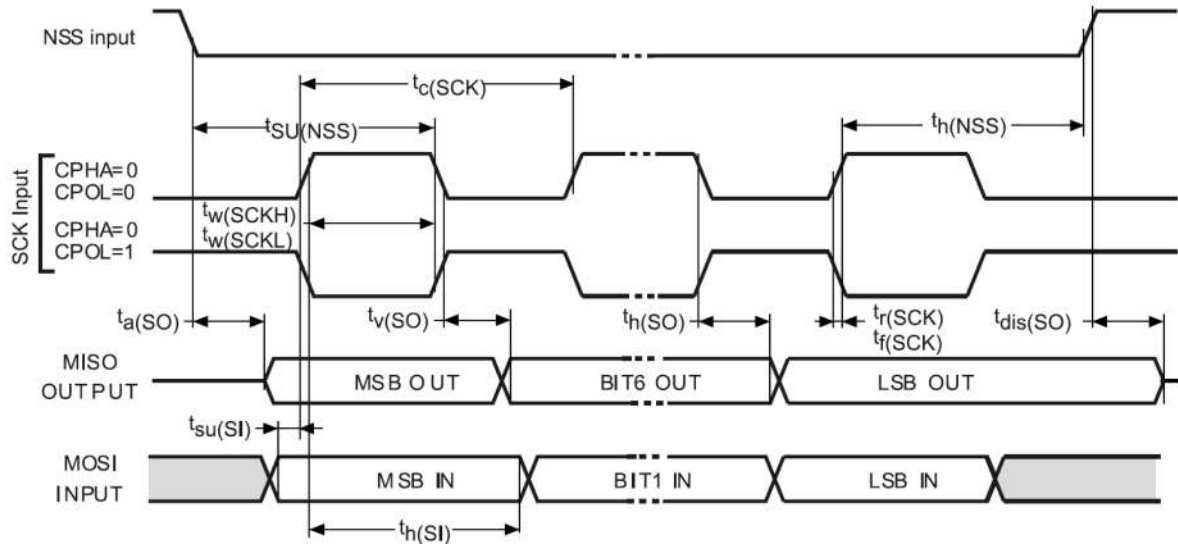 NSS input
tc(SCK)
tSU(NSS)
th(NSS)
SCK Input
CPHA=0
CPOL=0
tw(SCKH)
CPHA=0
tw(SCKL)
CPOL=1
ta(SO)
tv(SO)
th(SO)
tr(SCK)
tf(SCK)
tdis(SO)
MISO
OUTPUT
MSB OUT
BIT6 OUT
LSB OUT
tsu(SI)
MOSI
INPUT
MSB IN
BIT1 IN
LSB IN
th(SI)